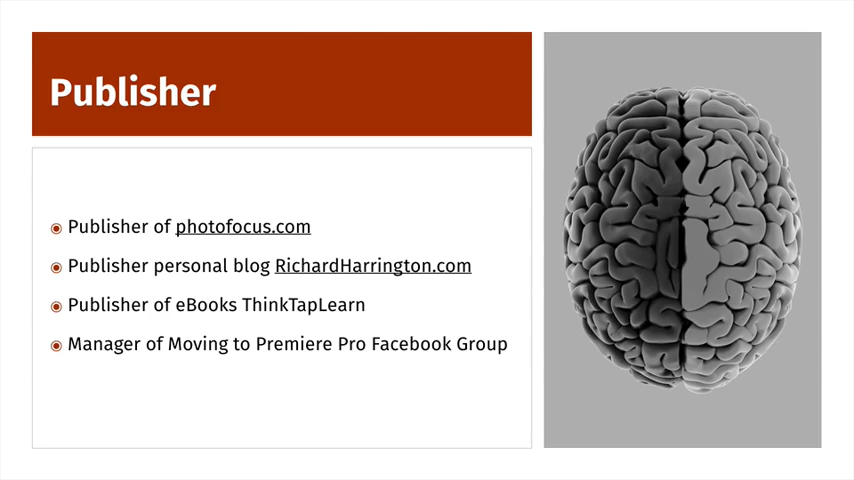 Publisher
Publisher of photofocus.com
Publisher personal blog RichardHarrington.com
Publisher of eBooks ThinkTapLearn
Manager of Moving to Premiere Pro Facebook Group